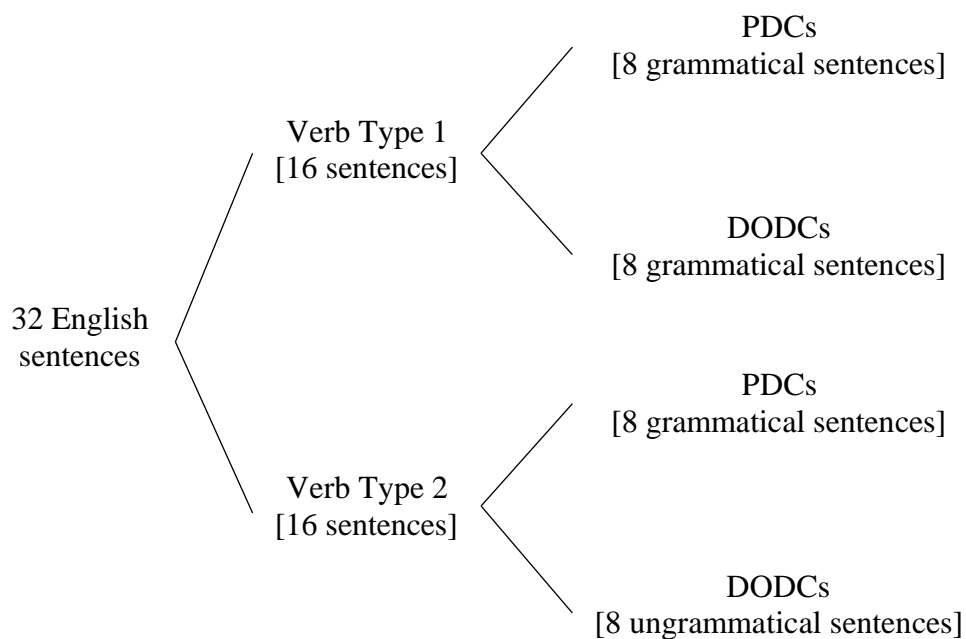 PDCs
[8 grammatical sentences]
Verb Type 1
[16 sentences]
DODCs
[8 grammatical sentences]
32 English
sentences
PDCs
[8 grammatical sentences]
Verb Type 2
[16 sentences]
DODCs
[8 ungrammatical sentences]